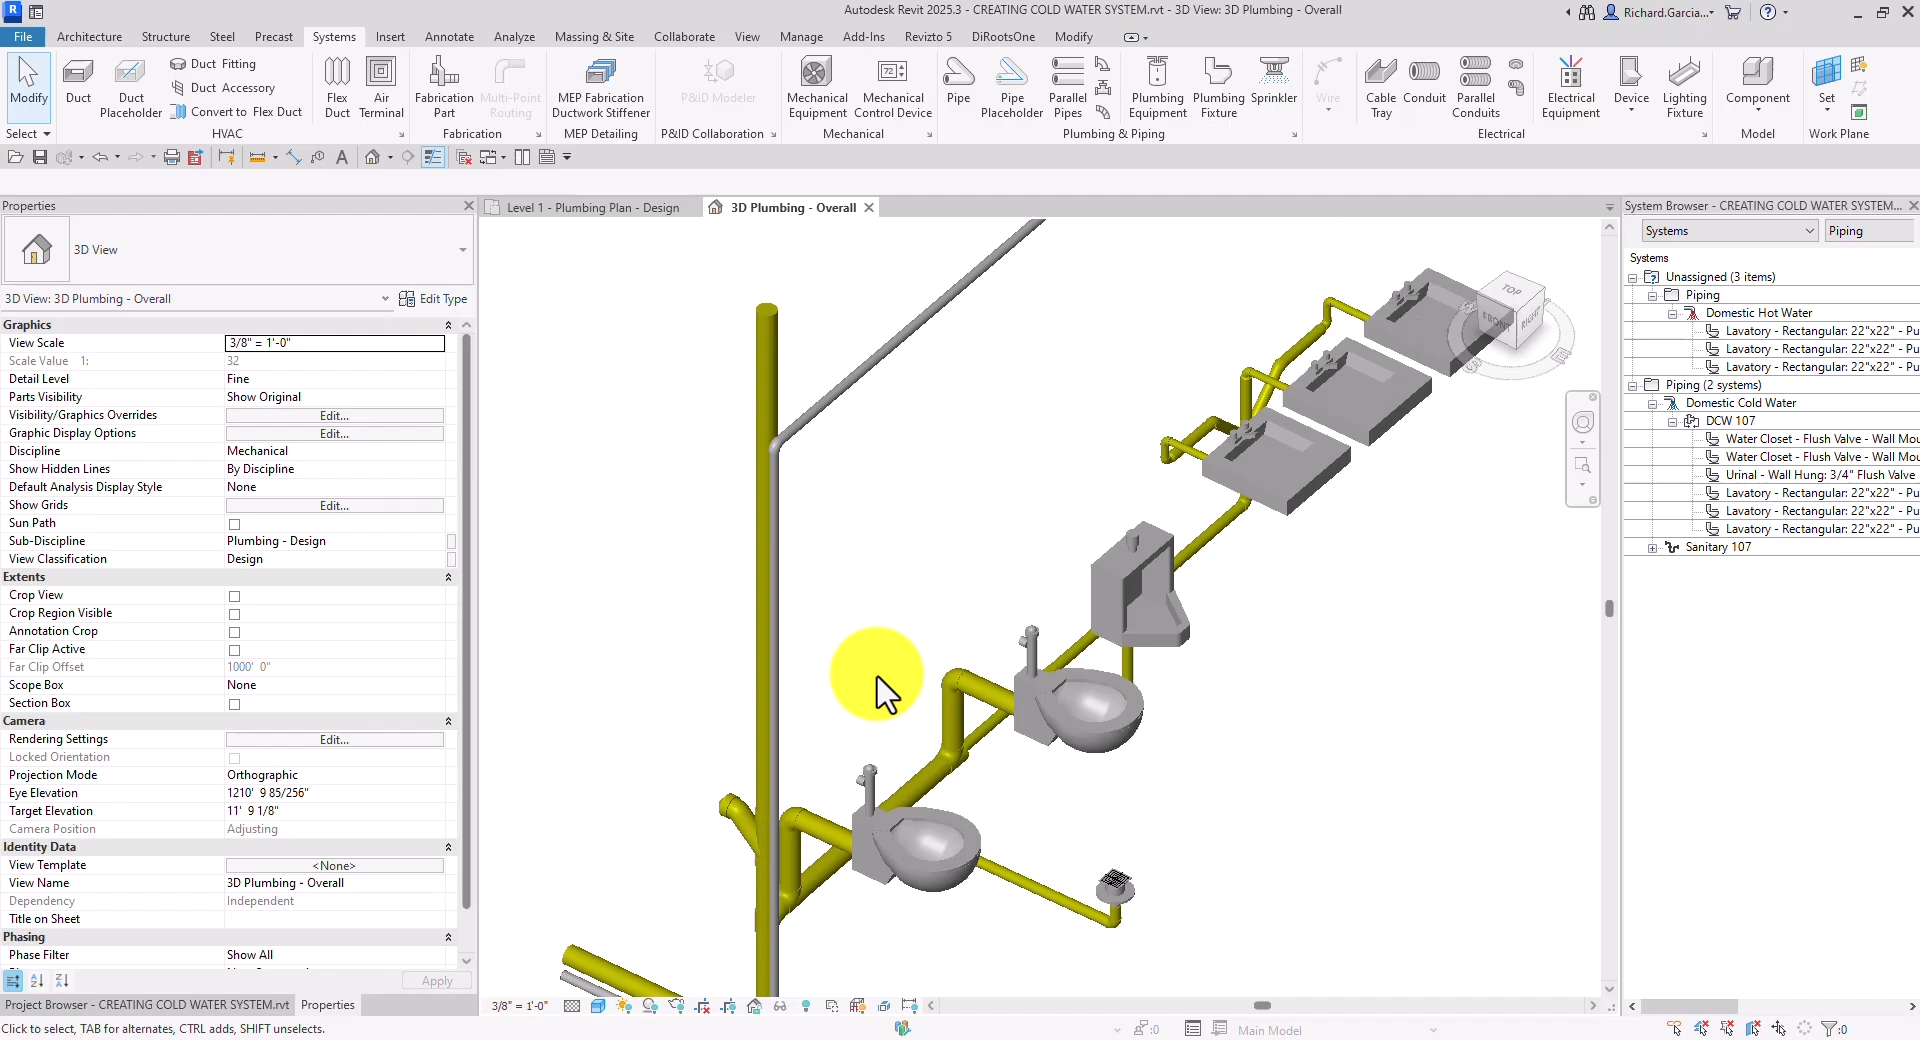 Autodesk Revit 2025.3 - CREATING COLD WATER SYSTEM.rvt - 3D View: 3D Plumbing - Overall
Richard.Garcia...
File Architecture Structure Steel Precast Systems Insert Annotate Analyze Massing & Site Collaborate View Manage Add-Ins Revizto 5 DiRootsOne Modify
Modify
Duct
Duct Placeholder
Duct Fitting
Duct Accessory
Convert to Flex Duct
Flex Duct
Air Terminal
Fabrication Part
Multi-Point Routing
MEP Fabrication Ductwork Stiffener
P&ID Modeler
Mechanical Equipment
Mechanical Control Device
Pipe
Pipe Placeholder
Parallel Pipes
Plumbing Equipment
Plumbing Fixture
Sprinkler
Wire
Cable Tray
Conduit
Parallel Conduits
Electrical Equipment
Device
Lighting Fixture
Component
Set
Select HVAC Fabrication MEP Detailing P&ID Collaboration Mechanical Plumbing & Piping Electrical Model Work Plane
Properties
Level 1 - Plumbing Plan - Design
3D Plumbing - Overall
System Browser - CREATING COLD WATER SYSTEM...
3D View
3D View: 3D Plumbing - Overall
Edit Type
Graphics
View Scale 3/8" = 1'-0"
Scale Value 1: 32
Detail Level Fine
Parts Visibility Show Original
Visibility/Graphics Overrides Edit...
Graphic Display Options Edit...
Discipline Mechanical
Show Hidden Lines By Discipline
Default Analysis Display Style None
Show Grids Edit...
Sun Path
Sub-Discipline Plumbing - Design
View Classification Design
Extents
Crop View
Crop Region Visible
Annotation Crop
Far Clip Active
Far Clip Offset 1000' 0"
Scope Box None
Section Box
Camera
Rendering Settings Edit...
Locked Orientation
Projection Mode Orthographic
Eye Elevation 1210' 9 85/256"
Target Elevation 11' 9 1/8"
Camera Position Adjusting
Identity Data
View Template <None>
View Name 3D Plumbing - Overall
Dependency Independent
Title on Sheet
Phasing
Phase Filter Show All
Apply
Project Browser - CREATING COLD WATER SYSTEM.rvt
Properties
TOP
FRONT
RIGHT
Systems
Piping
Systems
Unassigned (3 items)
Piping
Domestic Hot Water
Lavatory - Rectangular: 22"x22" - Pu
Lavatory - Rectangular: 22"x22" - Pu
Lavatory - Rectangular: 22"x22" - Pu
Piping (2 systems)
Domestic Cold Water
DCW 107
Water Closet - Flush Valve - Wall Mou
Water Closet - Flush Valve - Wall Mou
Urinal - Wall Hung: 3/4" Flush Valve
Lavatory - Rectangular: 22"x22" - Pu
Lavatory - Rectangular: 22"x22" - Pu
Lavatory - Rectangular: 22"x22" - Pu
Sanitary 107
3/8" = 1'-0"
Click to select, TAB for alternates, CTRL adds, SHIFT unselects.
:0
Main Model
:0